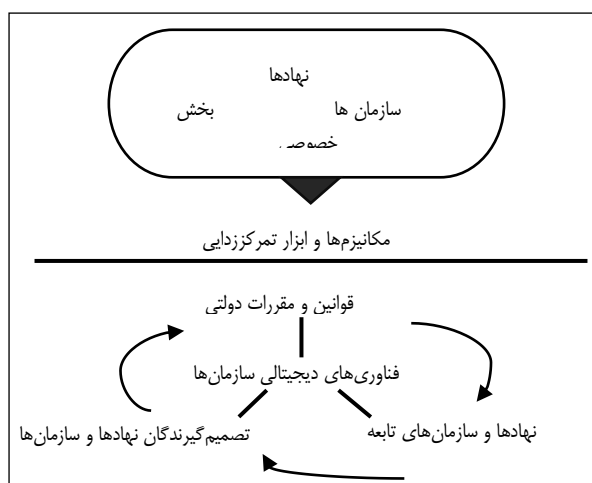 نهادها
سازمان ها بخش
خصوصی
مکانیزم‌ها و ابزار تمرکززدایی
قوانین و مقررات دولتی
فناوری‌های دیجیتالی سازمان‌ها
نهادها و سازمان‌های تابعه
تصمیم‌گیرندگان نهادها و سازمان‌ها